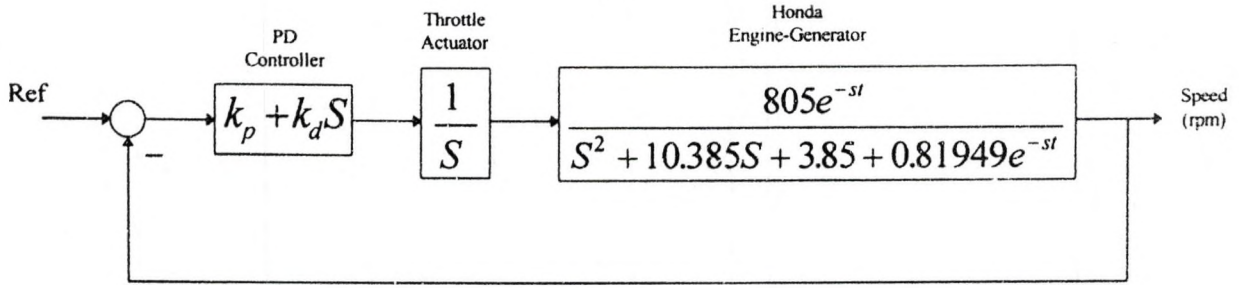 Honda
Engine-Generator
Throttle
Actuator
PD
Controller
Ref
k_p + k_d S
1
S
805e^{-st}
S^2 + 10.385S + 3.85 + 0.81949e^{-st}
Speed
(rpm)
−